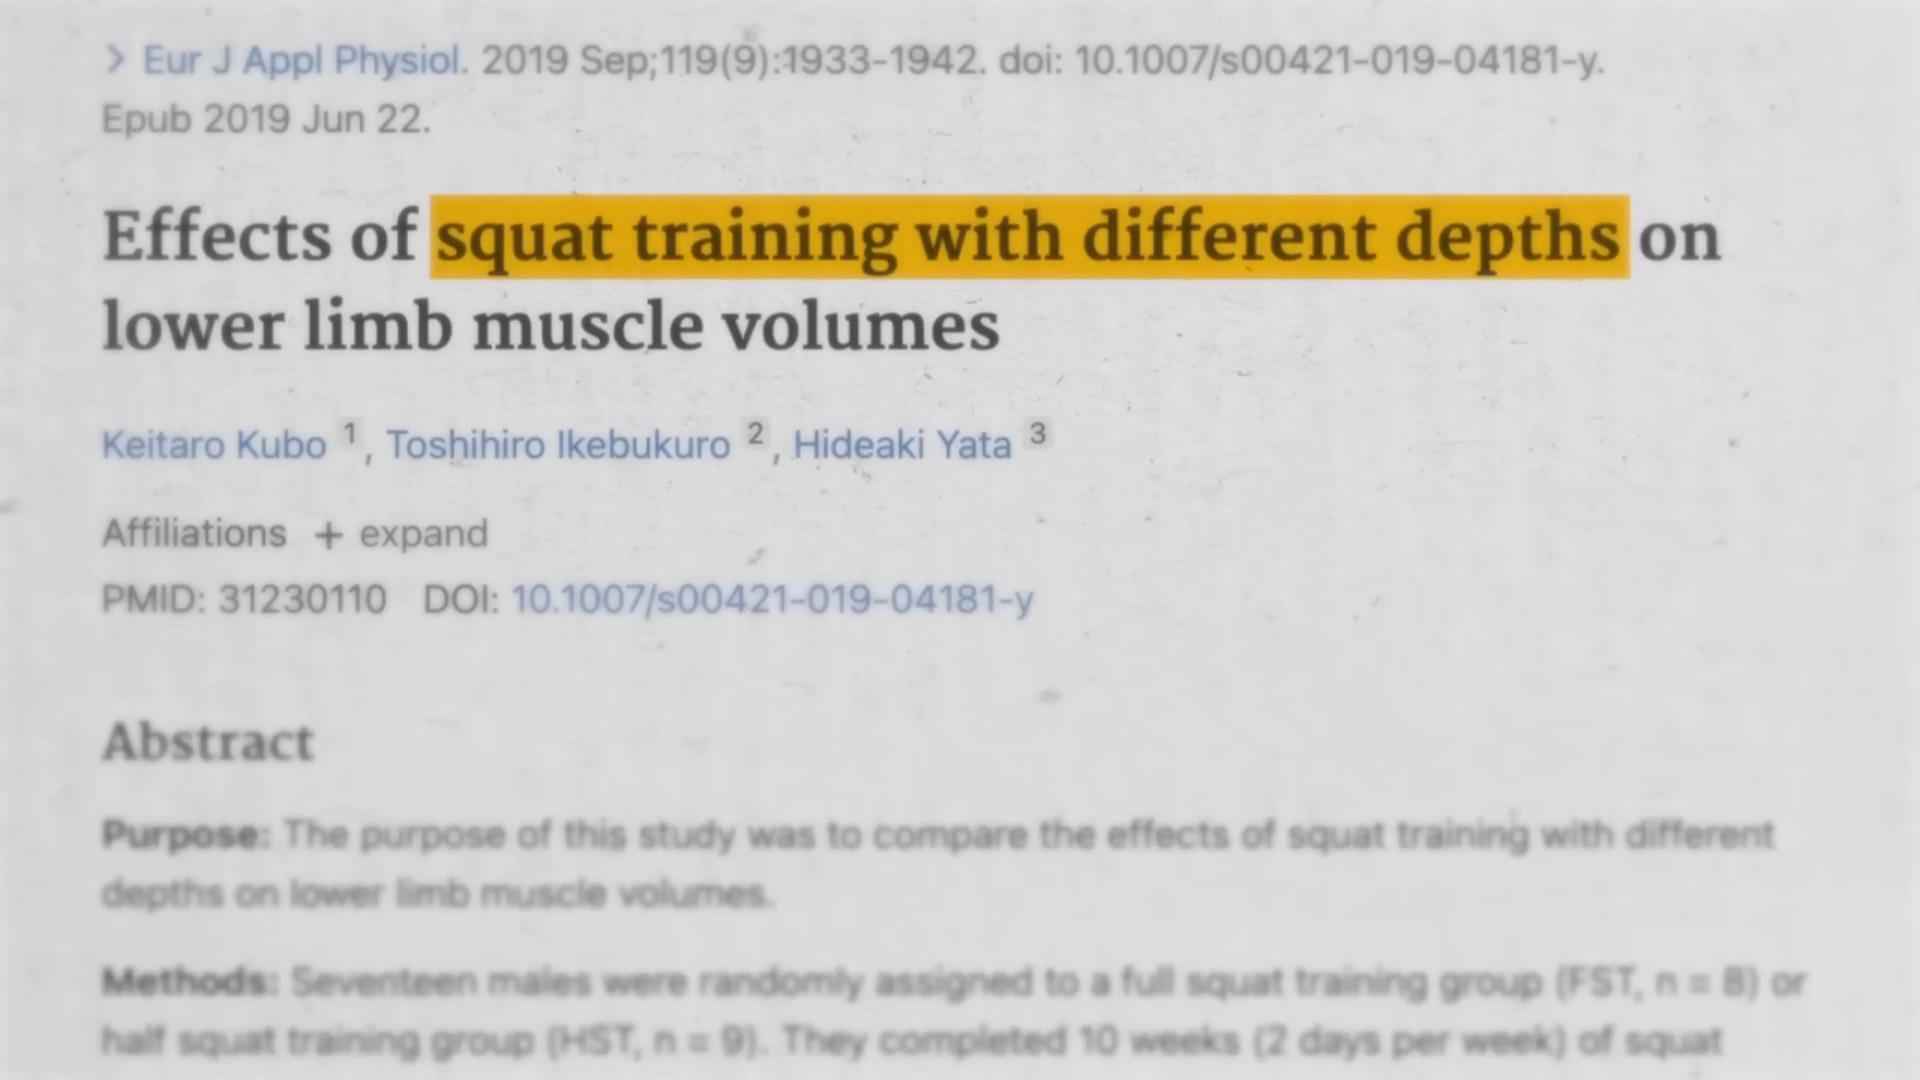 > Eur J Appl Physiol. 2019 Sep;119(9):1933-1942. doi: 10.1007/s00421-019-04181-y.
Epub 2019 Jun 22.
Effects of squat training with different depths on
lower limb muscle volumes
Keitaro Kubo 1, Toshihiro Ikebukuro 2, Hideaki Yata 3
Affiliations + expand
PMID: 31230110 DOI: 10.1007/s00421-019-04181-y
Abstract
Purpose: The purpose of this study was to compare the effects of squat training with different
depths on lower limb muscle volumes.
Methods: Seventeen males were randomly assigned to a full squat training group (FST, n = 8) or
half squat training group (HST, n = 9). They completed 10 weeks (2 days per week) of squat